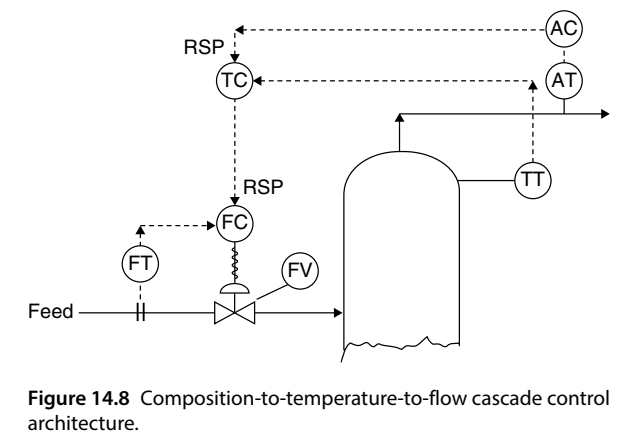 AC
RSP
TC
AT
TT
RSP
FC
FT
FV
Feed
Figure 14.8 Composition-to-temperature-to-flow cascade control
architecture.